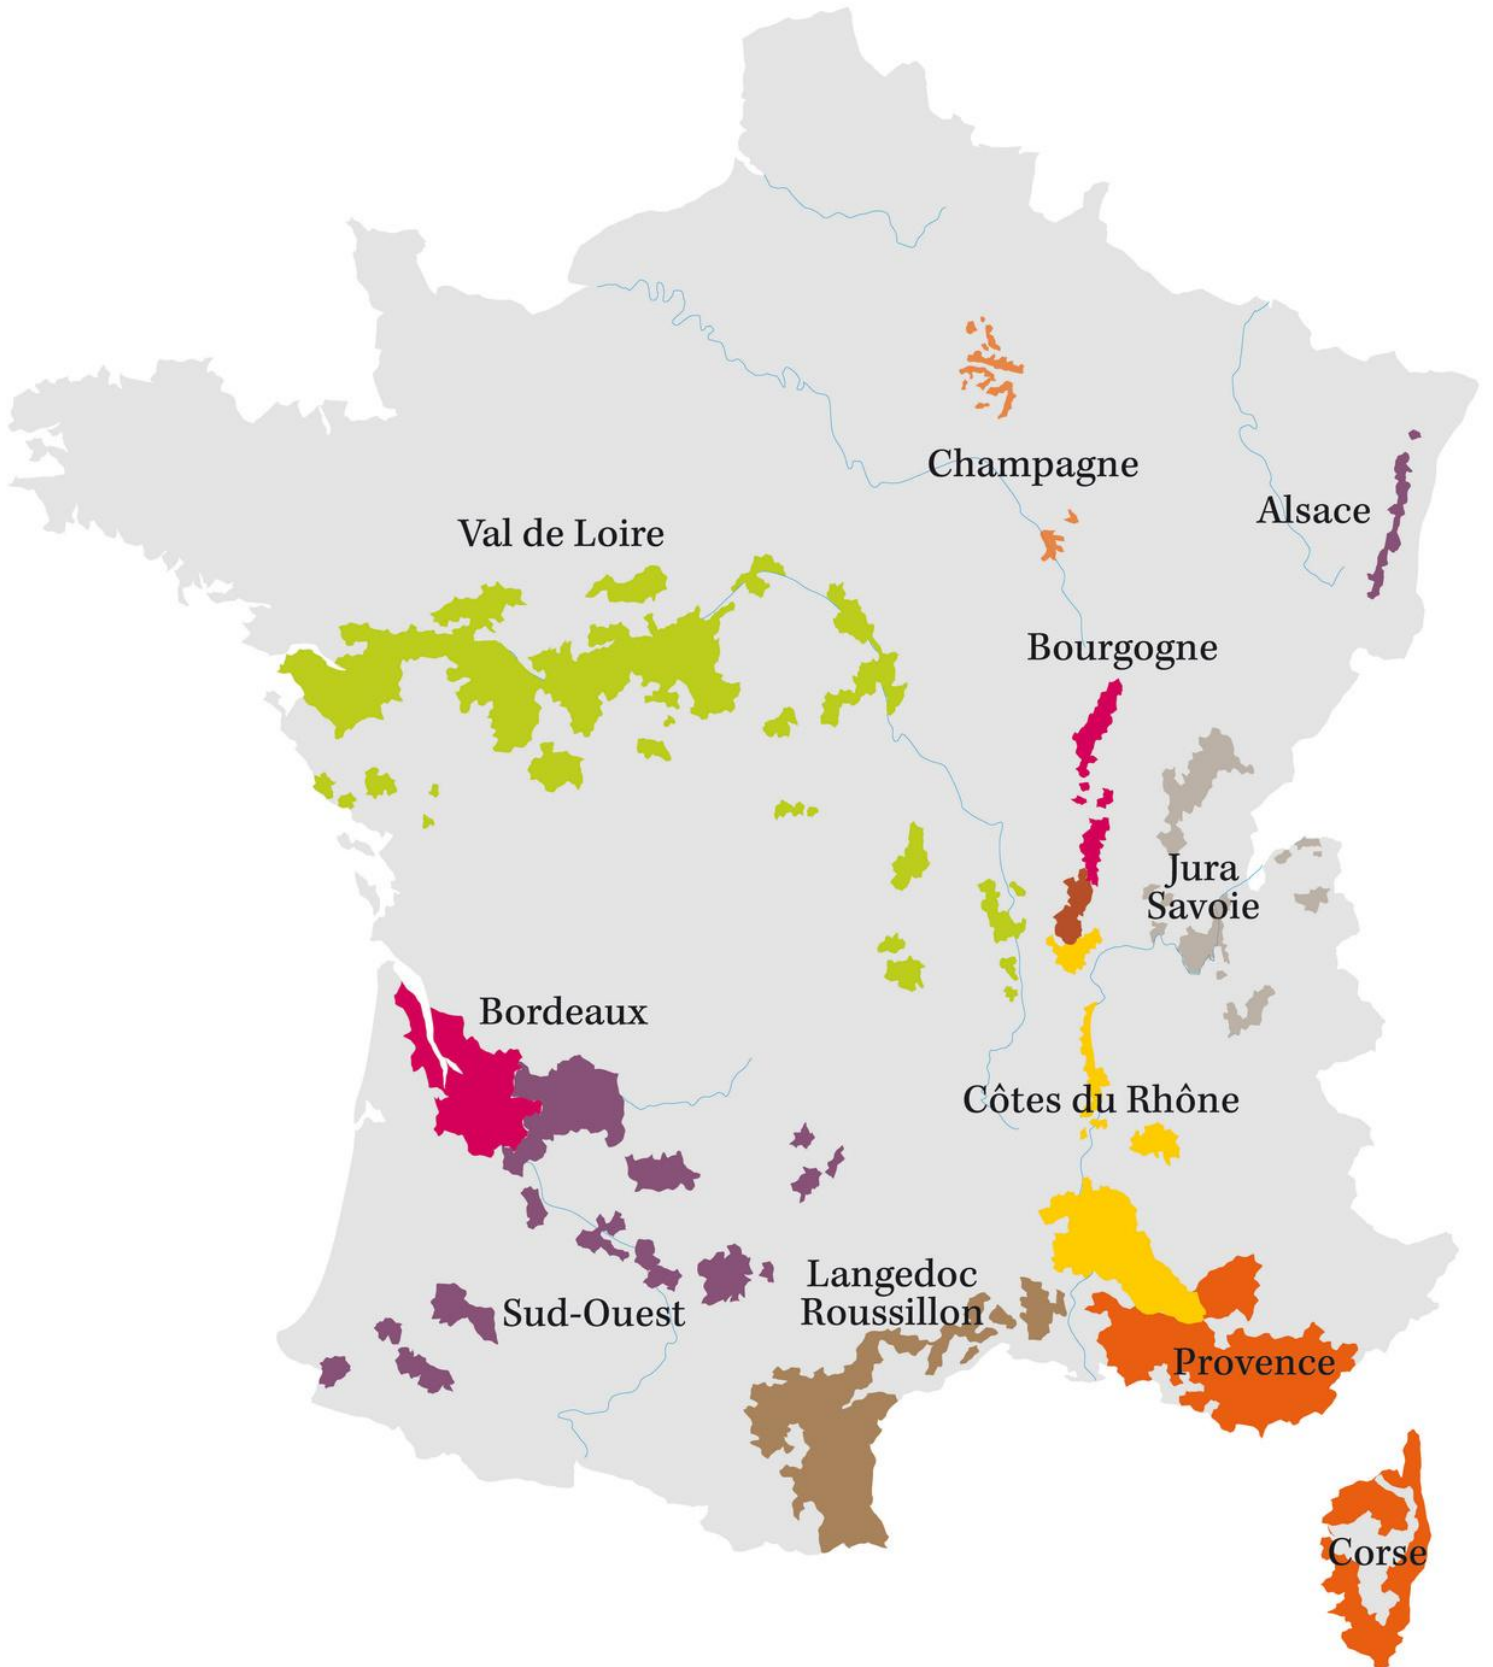 Champagne
Alsace
Val de Loire
Bourgogne
Jura
Savoie
Bordeaux
Côtes du Rhône
Langedoc
Roussillon
Sud-Ouest
Provence
Corse